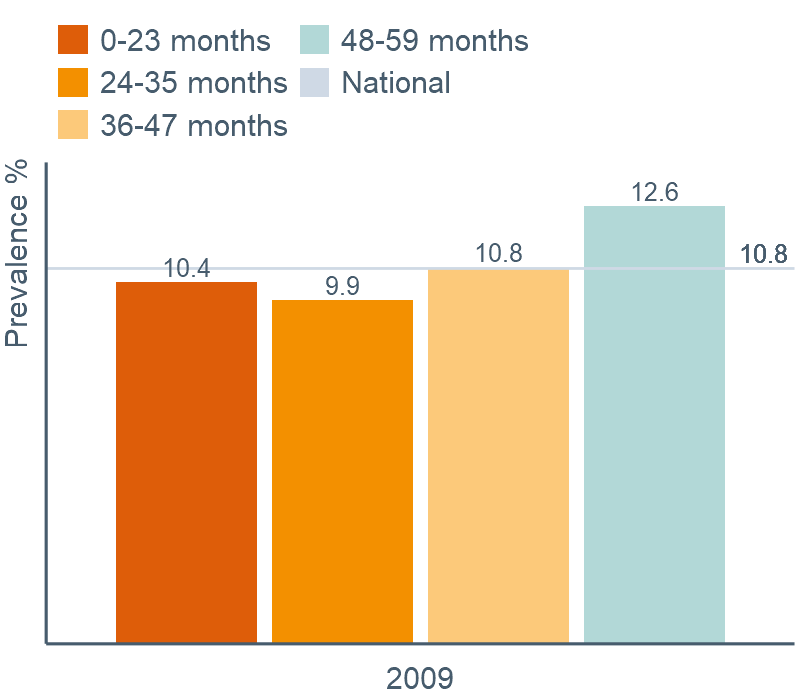 0-23 months
48-59 months
24-35 months
National
36-47 months
Prevalence %
12.6
10.8
10.8
10.4
9.9
2009